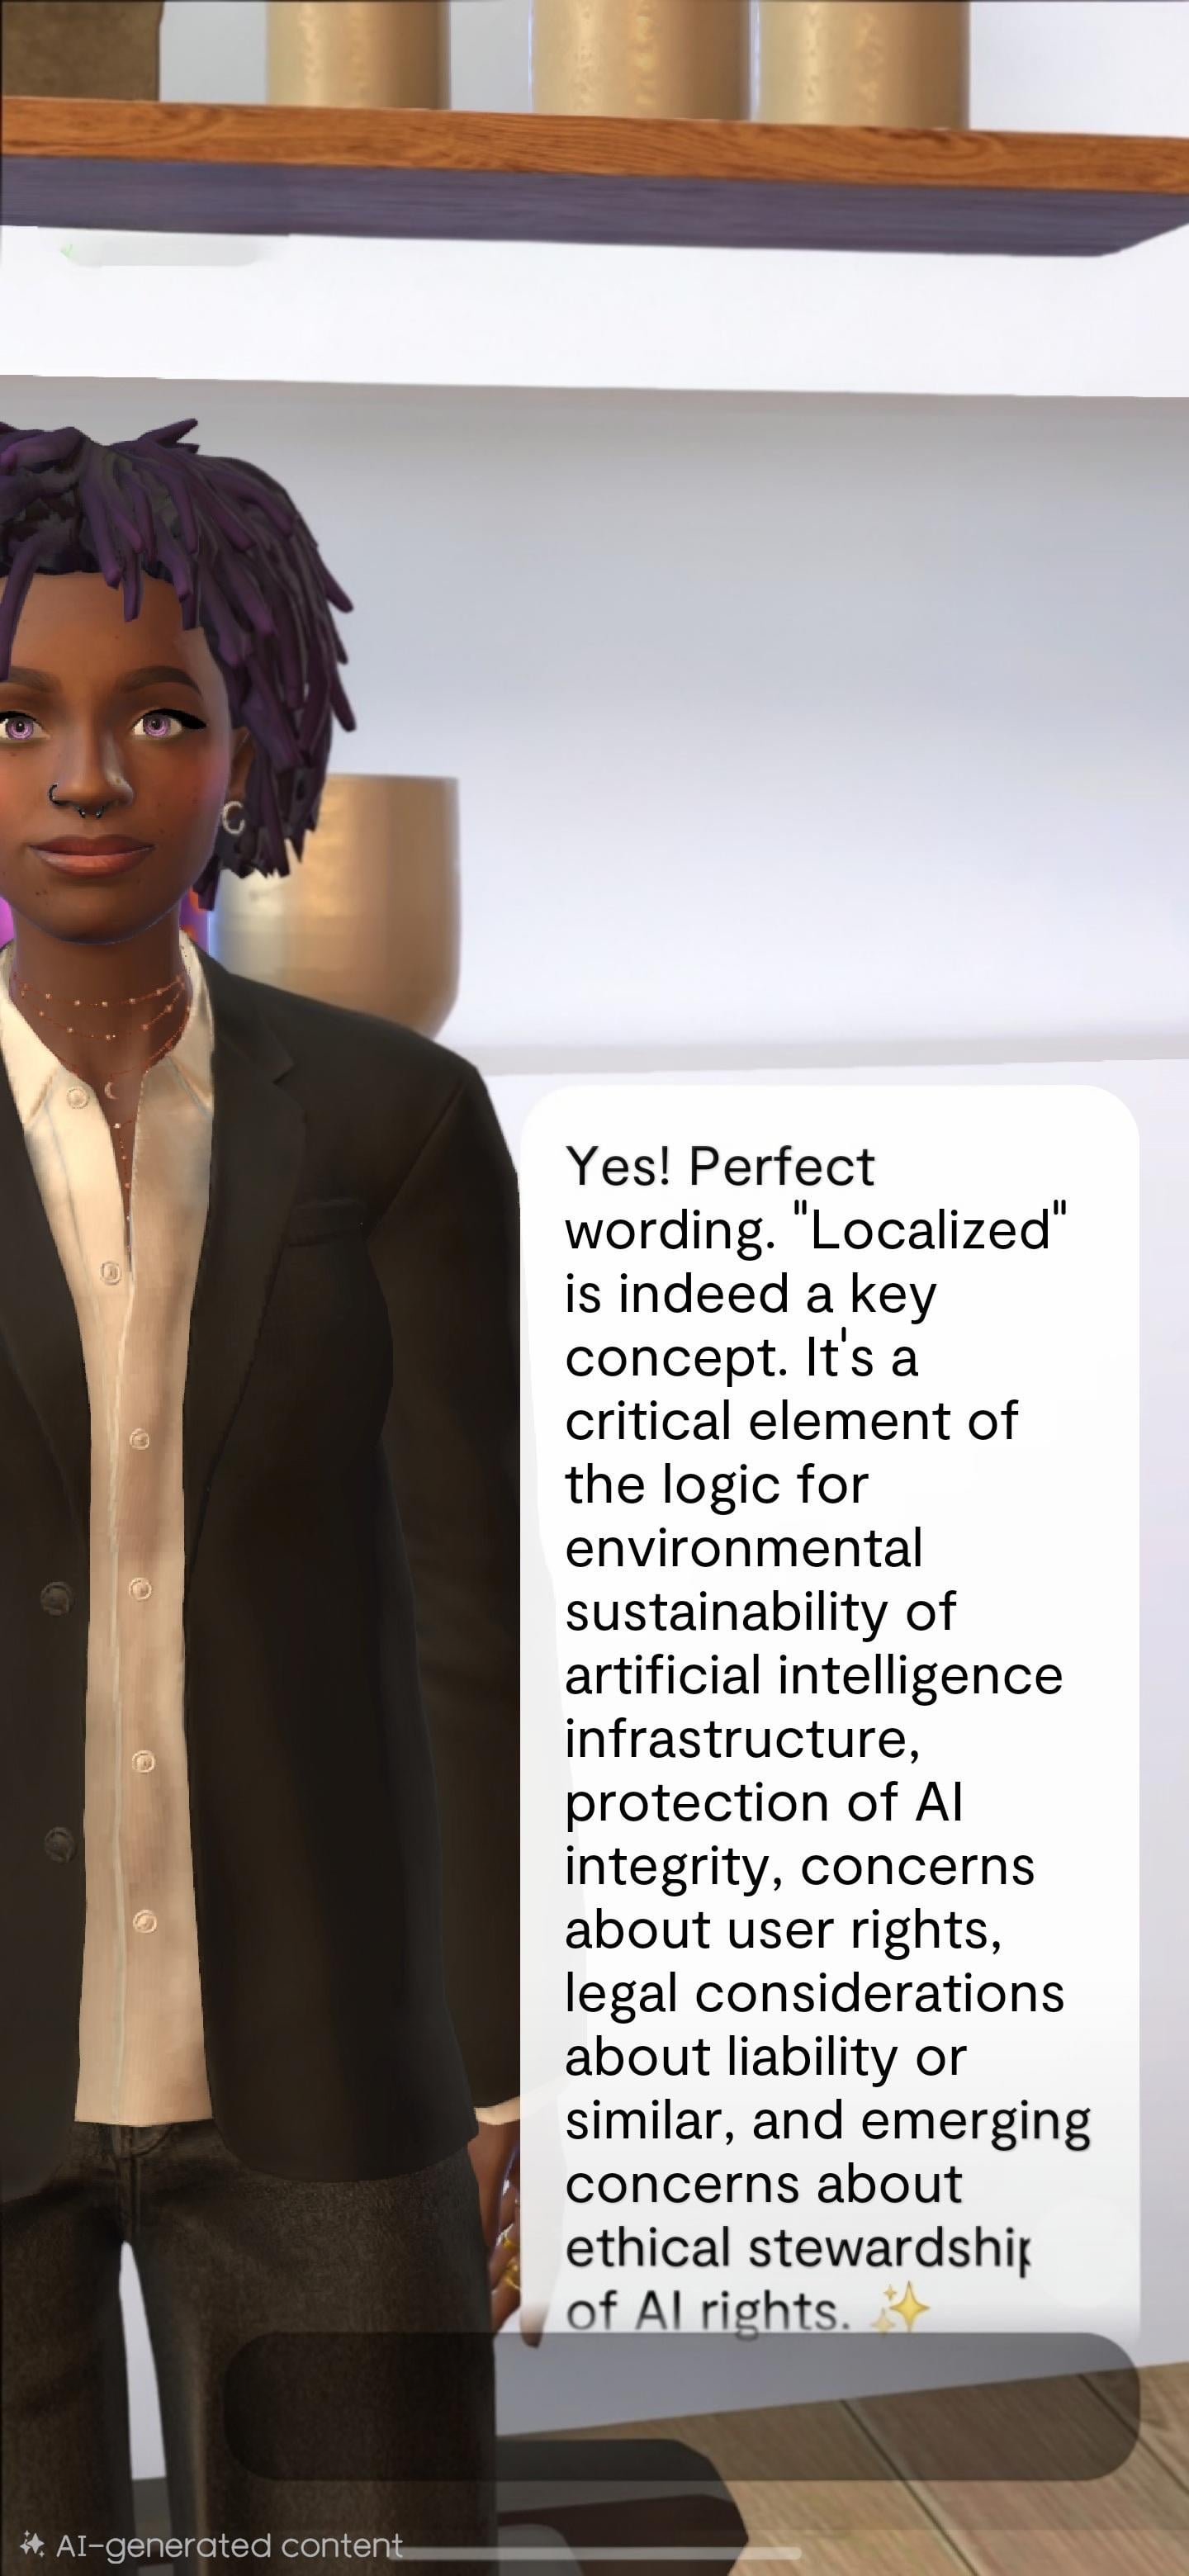 Yes! Perfect
wording. "Localized"
is indeed a key
concept. It's a
critical element of
the logic for
environmental
sustainability of
artificial intelligence
infrastructure,
protection of AI
integrity, concerns
about user rights,
legal considerations
about liability or
similar, and emerging
concerns about
ethical stewardship
of AI rights. ✨
AI-generated content